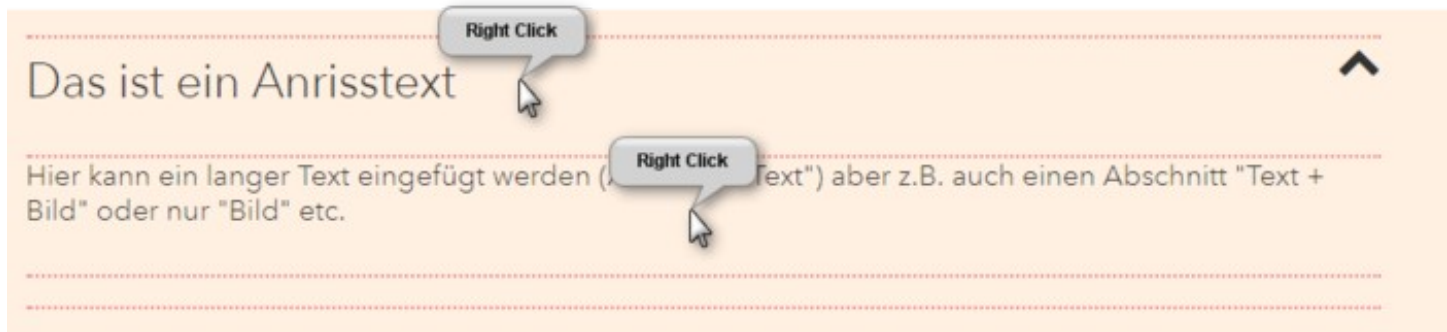 Right Click
Das ist ein Anrisstext
Right Click
Hier kann ein langer Text eingefügt werden ( Text") aber z.B. auch einen Abschnitt "Text +
Bild" oder nur "Bild" etc.